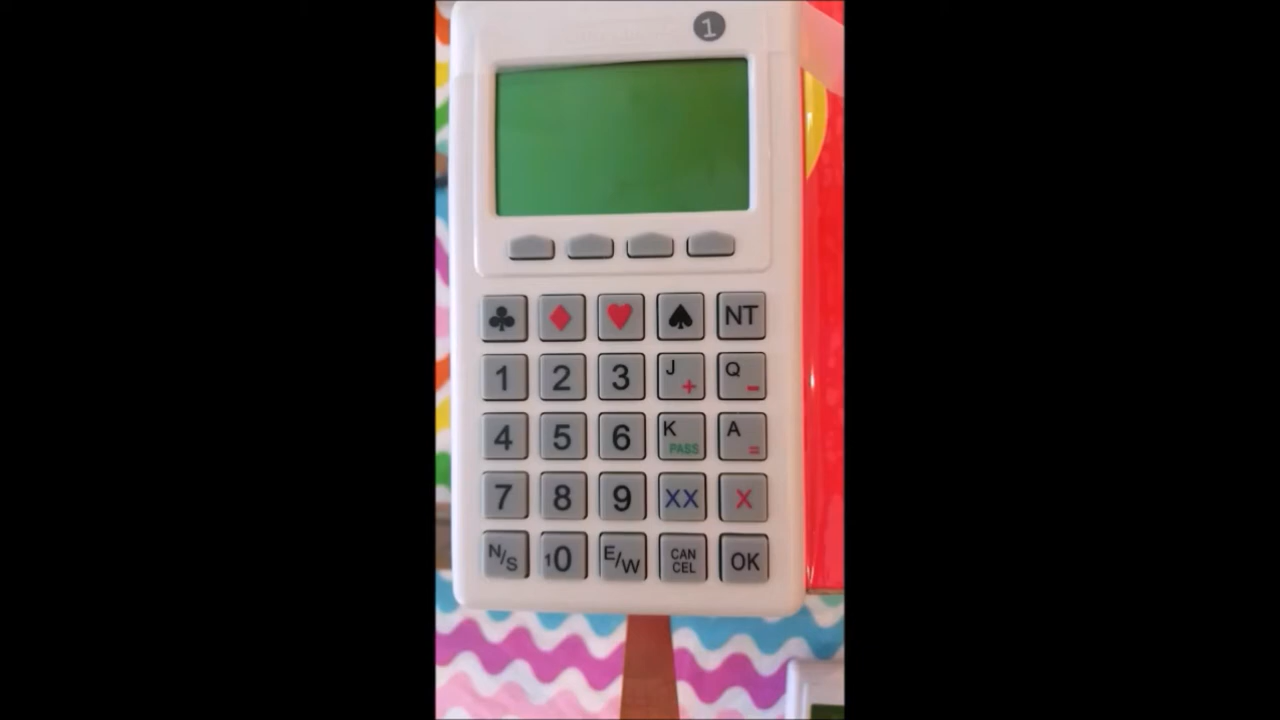 1
♣ ♦ ♥ ♠ NT
1 2 3 J + Q -
4 5 6 K PASS A =
7 8 9 XX X
N/S 10 E/W CAN CEL OK